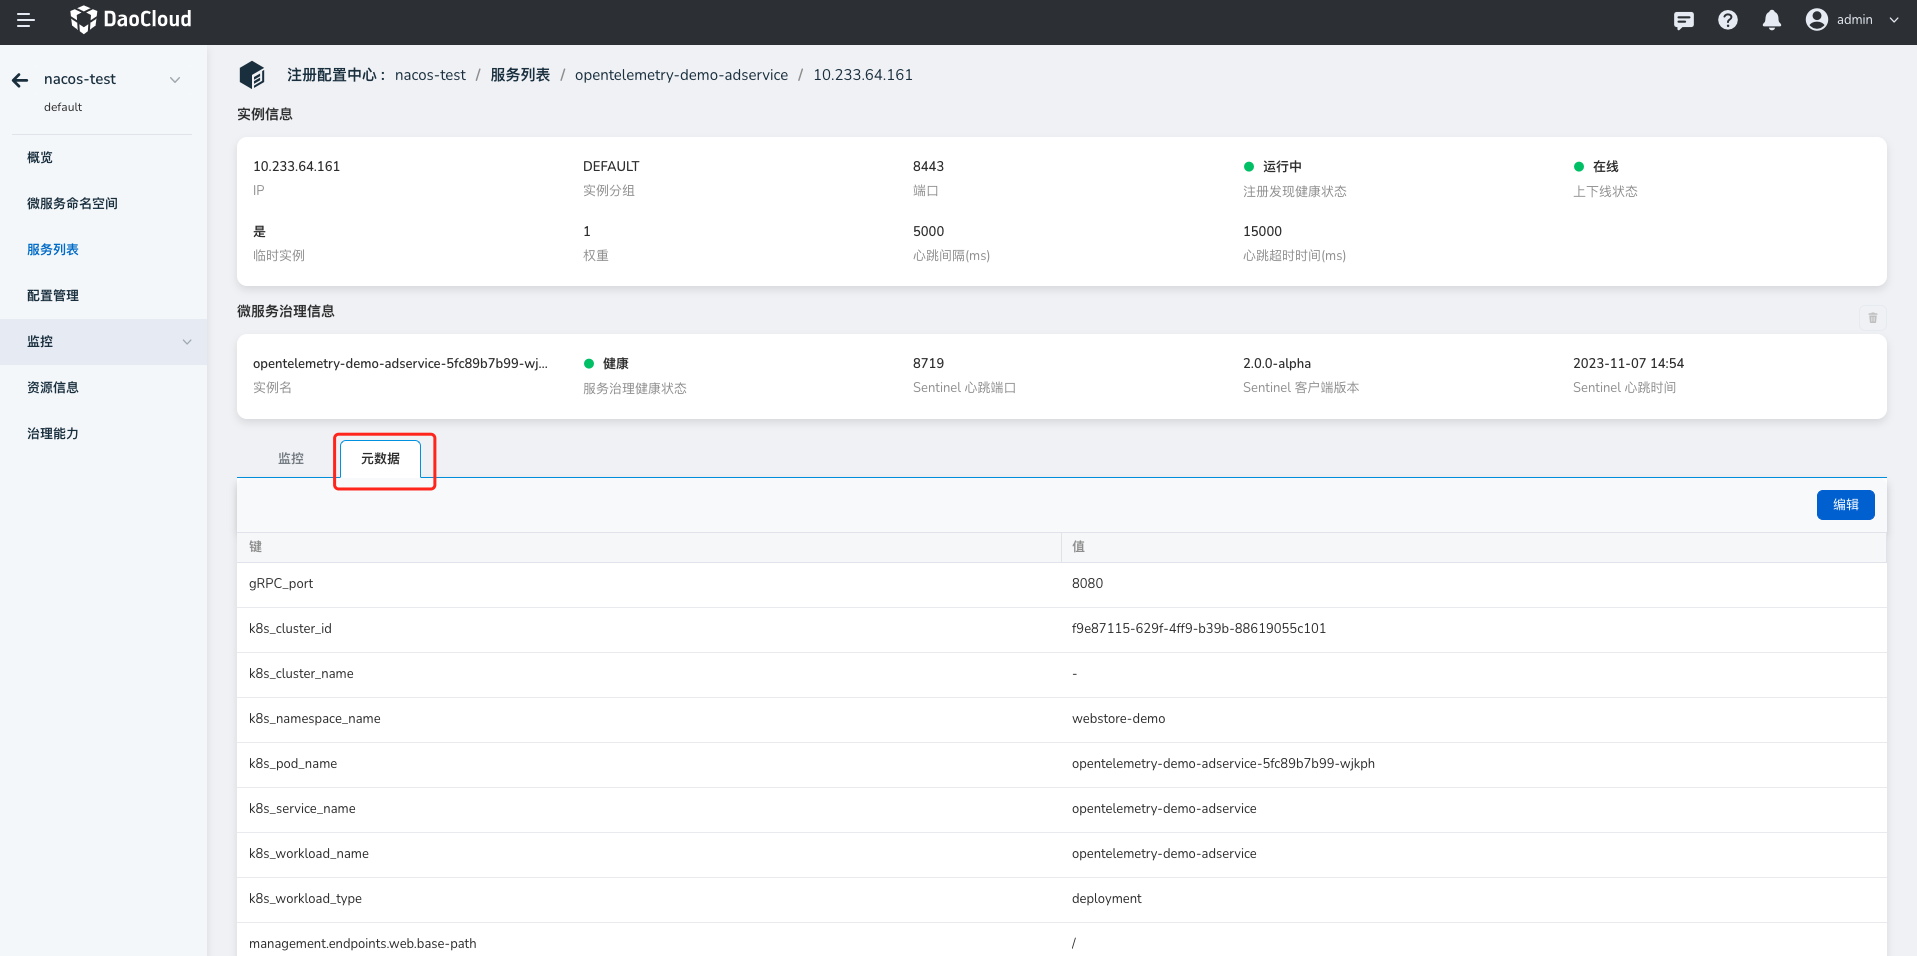 DaoCloud
admin
nacos-test
default
概览
微服务命名空间
服务列表
配置管理
监控
资源信息
治理能力
注册配置中心： nacos-test / 服务列表 / opentelemetry-demo-adservice / 10.233.64.161
实例信息
10.233.64.161
IP
DEFAULT
实例分组
8443
端口
运行中
注册发现健康状态
在线
上下线状态
是
临时实例
1
权重
5000
心跳间隔(ms)
15000
心跳超时时间(ms)
微服务治理信息
opentelemetry-demo-adservice-5fc89b7b99-wj...
实例名
健康
服务治理健康状态
8719
Sentinel 心跳端口
2.0.0-alpha
Sentinel 客户端版本
2023-11-07 14:54
Sentinel 心跳时间
监控 元数据
编辑
键 值
gRPC_port 8080
k8s_cluster_id f9e87115-629f-4ff9-b39b-88619055c101
k8s_cluster_name -
k8s_namespace_name webstore-demo
k8s_pod_name opentelemetry-demo-adservice-5fc89b7b99-wjkph
k8s_service_name opentelemetry-demo-adservice
k8s_workload_name opentelemetry-demo-adservice
k8s_workload_type deployment
management.endpoints.web.base-path /